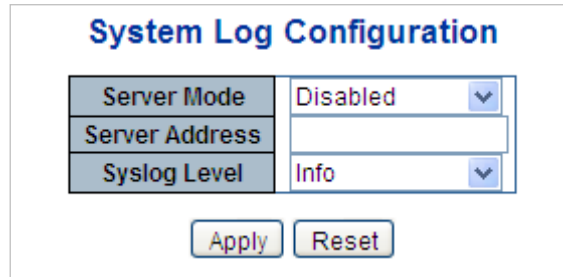 System Log Configuration
Server Mode Disabled
Server Address
Syslog Level Info
Apply Reset